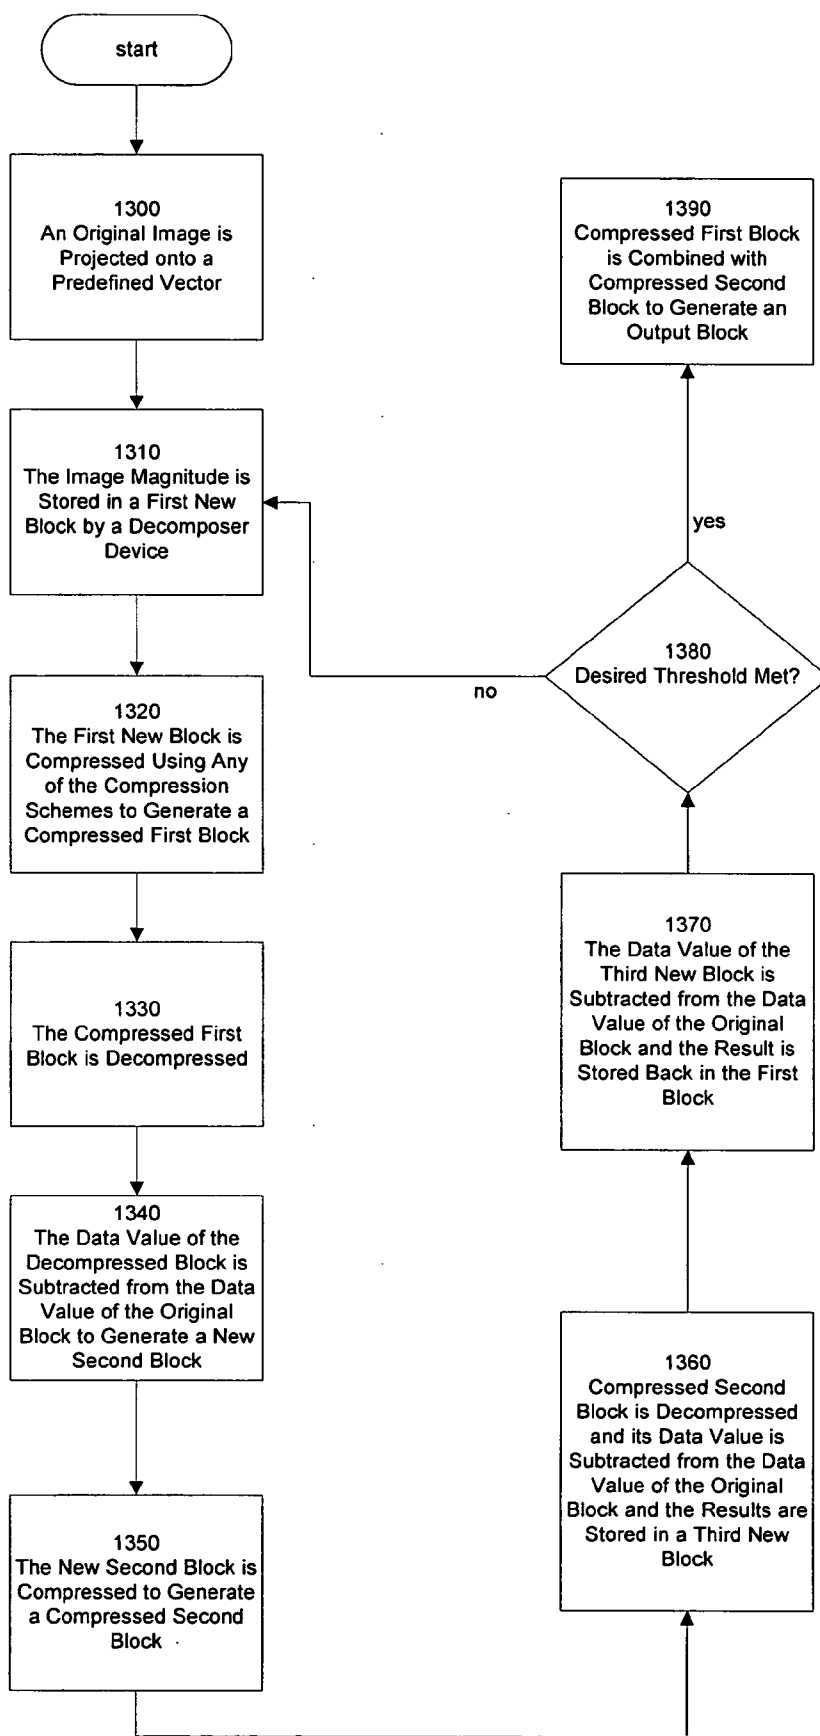 start
1300
An Original Image is
Projected onto a
Predefined Vector
1310
The Image Magnitude is
Stored in a First New
Block by a Decomposer
Device
1320
The First New Block is
Compressed Using Any
of the Compression
Schemes to Generate a
Compressed First Block
1330
The Compressed First
Block is Decompressed
1340
The Data Value of the
Decompressed Block is
Subtracted from the Data
Value of the Original
Block to Generate a New
Second Block
1350
The New Second Block is
Compressed to Generate
a Compressed Second
Block
1360
Compressed Second
Block is Decompressed
and its Data Value is
Subtracted from the Data
Value of the Original
Block and the Results are
Stored in a Third New
Block
1370
The Data Value of the
Third New Block is
Subtracted from the Data
Value of the Original
Block and the Result is
Stored Back in the First
Block
1380
Desired Threshold Met?
no
yes
1390
Compressed First Block
is Combined with
Compressed Second
Block to Generate an
Output Block